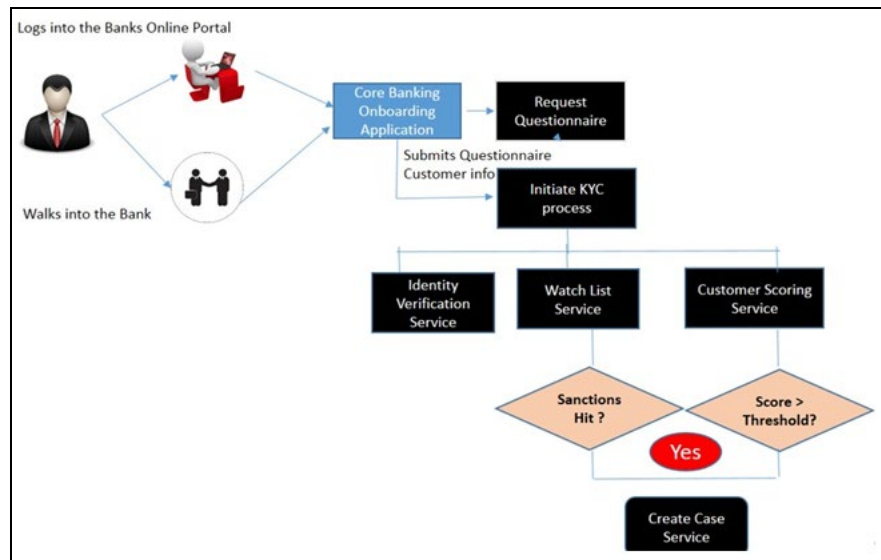 Logs into the Banks Online Portal
Core Banking
Onboarding
Application
Request
Questionnaire
Submits Questionnaire
Customer info
Walks into the Bank
Initiate KYC
process
Identity
Verification
Service
Watch List
Service
Customer Scoring
Service
Sanctions
Hit ?
Score >
Threshold?
Yes
Create Case
Service